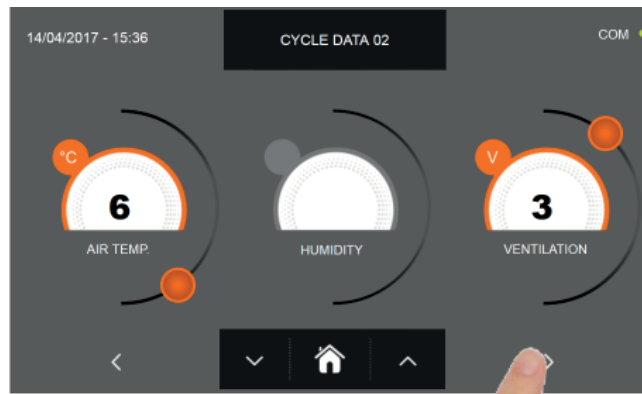 14/04/2017 - 15:36
CYCLE DATA 02
COM
°C
V
6
3
AIR TEMP.
HUMIDITY
VENTILATION